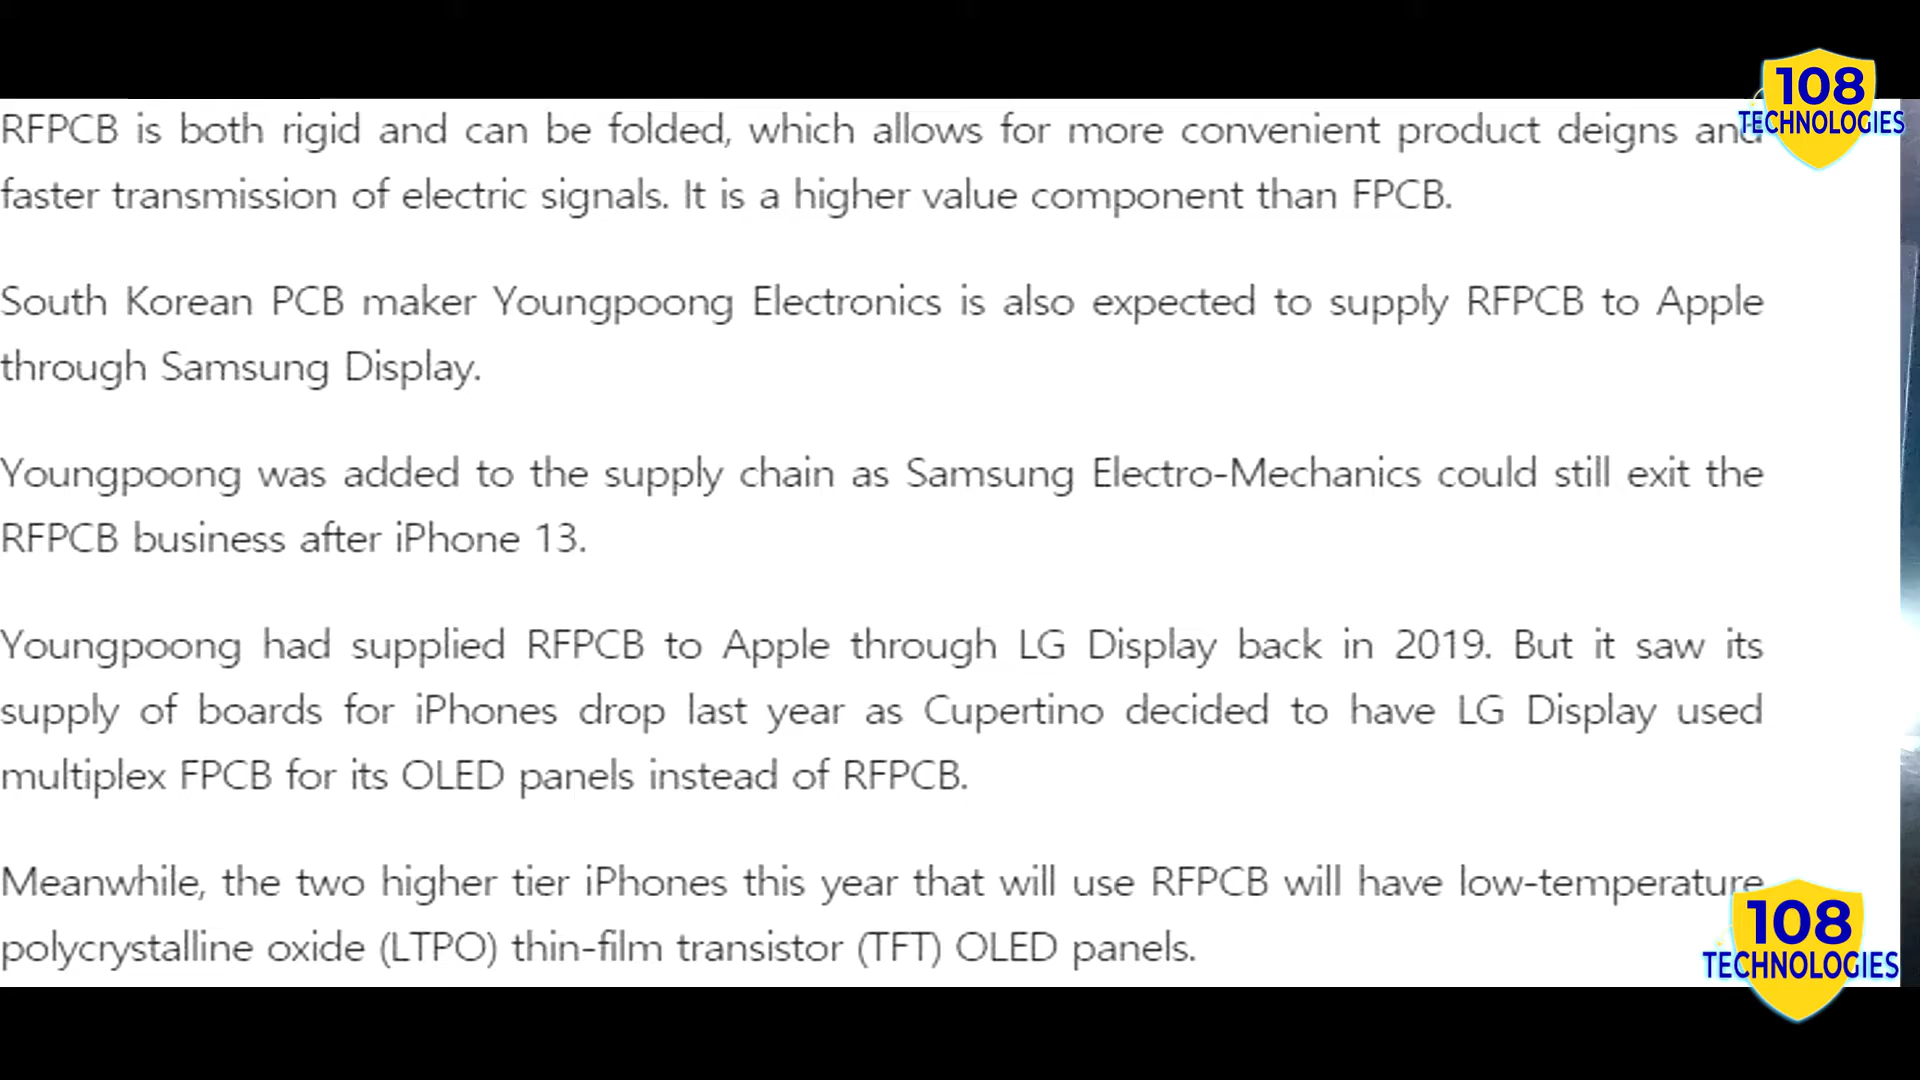 108
TECHNOLOGIES
RFPCB is both rigid and can be folded, which allows for more convenient product deigns and
faster transmission of electric signals. It is a higher value component than FPCB.
South Korean PCB maker Youngpoong Electronics is also expected to supply RFPCB to Apple
through Samsung Display.
Youngpoong was added to the supply chain as Samsung Electro-Mechanics could still exit the
RFPCB business after iPhone 13.
Youngpoong had supplied RFPCB to Apple through LG Display back in 2019. But it saw its
supply of boards for iPhones drop last year as Cupertino decided to have LG Display used
multiplex FPCB for its OLED panels instead of RFPCB.
Meanwhile, the two higher tier iPhones this year that will use RFPCB will have low-temperature
polycrystalline oxide (LTPO) thin-film transistor (TFT) OLED panels.
108
TECHNOLOGIES